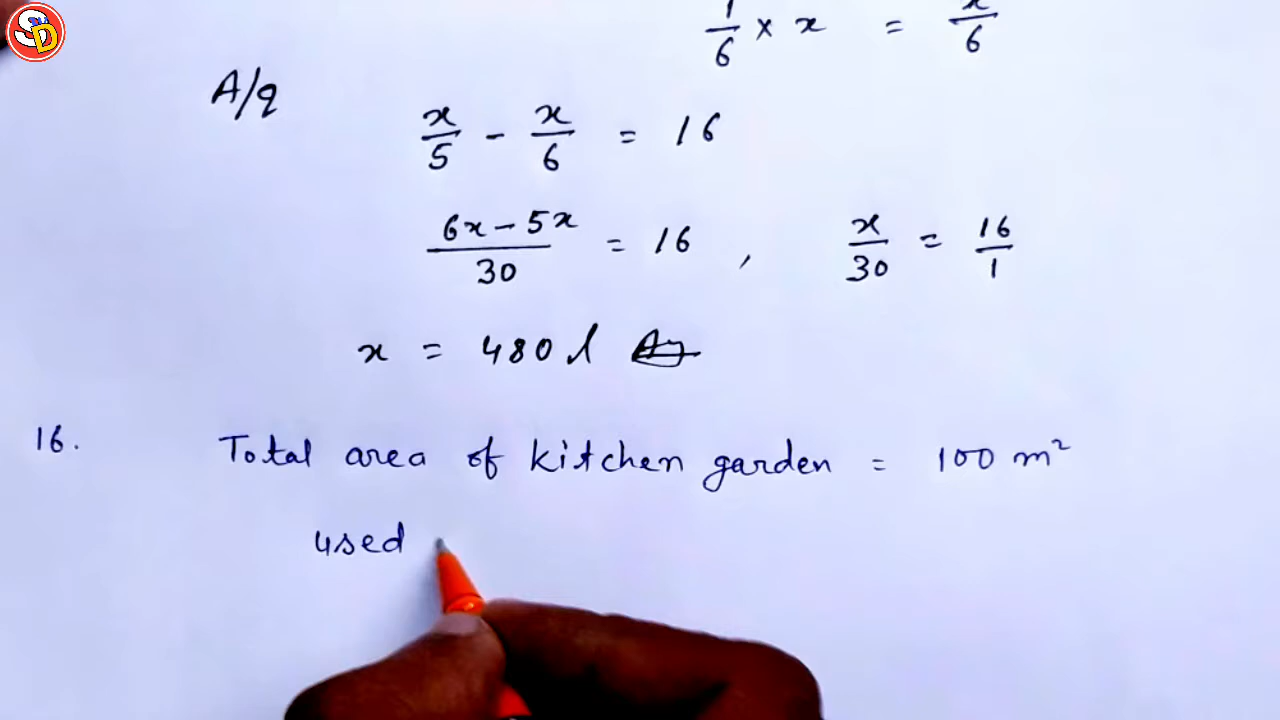 SD
1/6 × x = x/6
A/q
x/5 - x/6 = 16
6x - 5x/30 = 16 , x/30 = 16/1
x = 480 l
16. Total area of kitchen garden = 100 m²
used